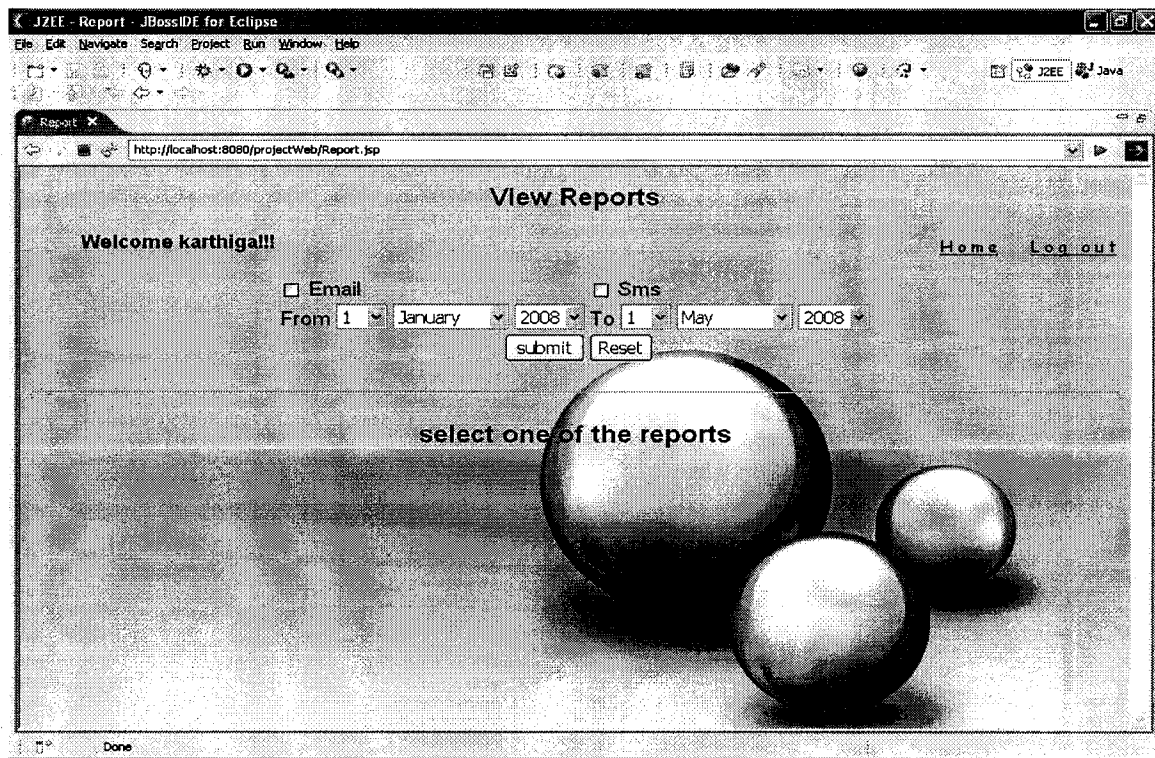 J2EE - Report - JBossIDE for Eclipse
File Edit Navigate Search Project Run Window Help
J2EE Java
Report
http://localhost:8080/projectWeb/Report.jsp
View Reports
Welcome karthiga!!!
Home Log out
Email Sms
From 1 January 2008 To 1 May 2008
submit Reset
select one of the reports
Done